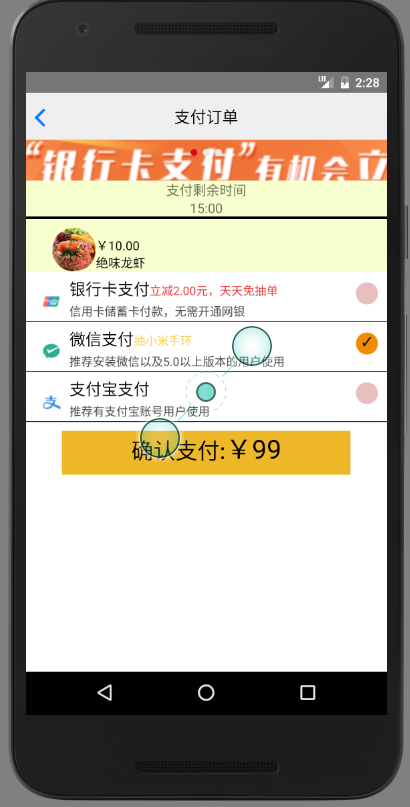 LTE 2:28
支付订单
“银行卡支付”有机会立
支付剩余时间
15:00
￥10.00
绝味龙虾
银行卡支付立减2.00元，天天免抽单
信用卡储蓄卡付款，无需开通网银
微信支付抽小米手环
推荐安装微信以及5.0以上版本的用户使用
支付宝支付
推荐有支付宝账号用户使用
确认支付:￥99